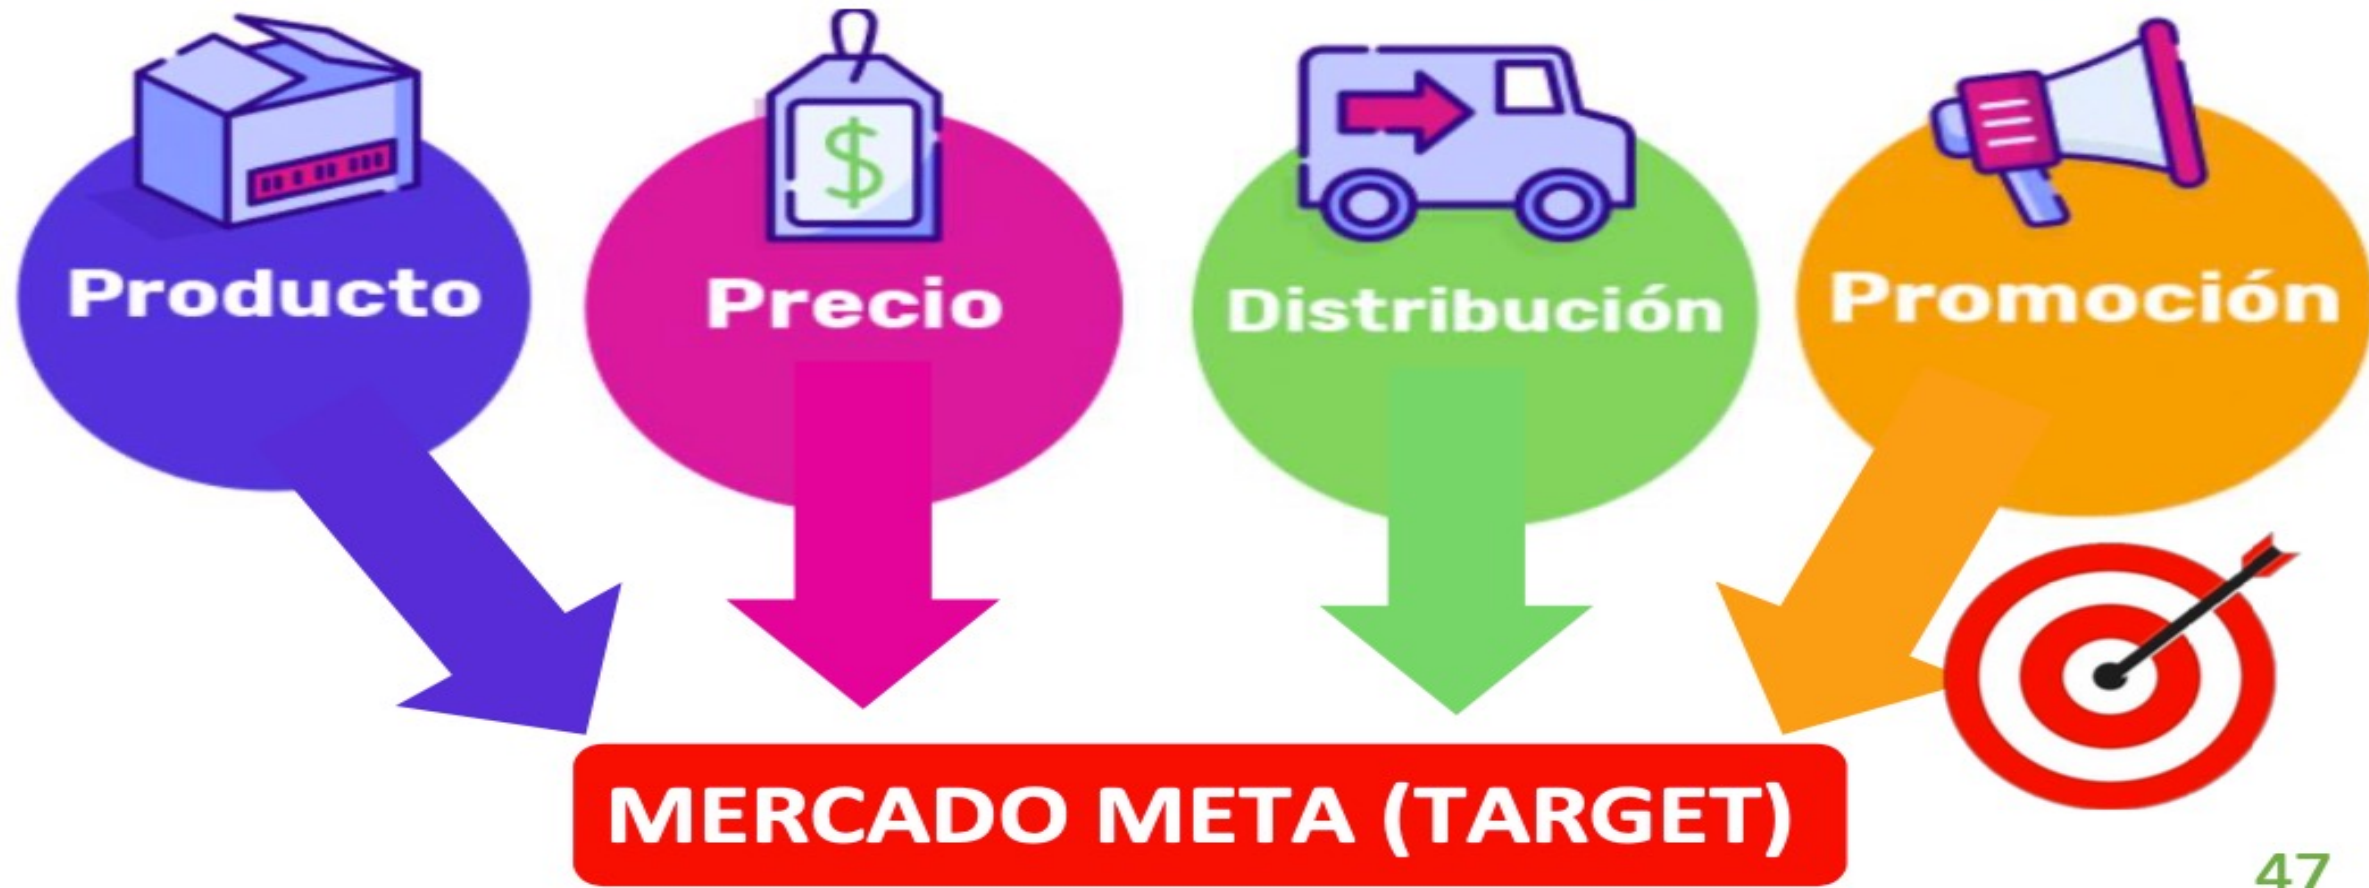 $
Producto
Precio
Distribución
Promoción
MERCADO META (TARGET)
47